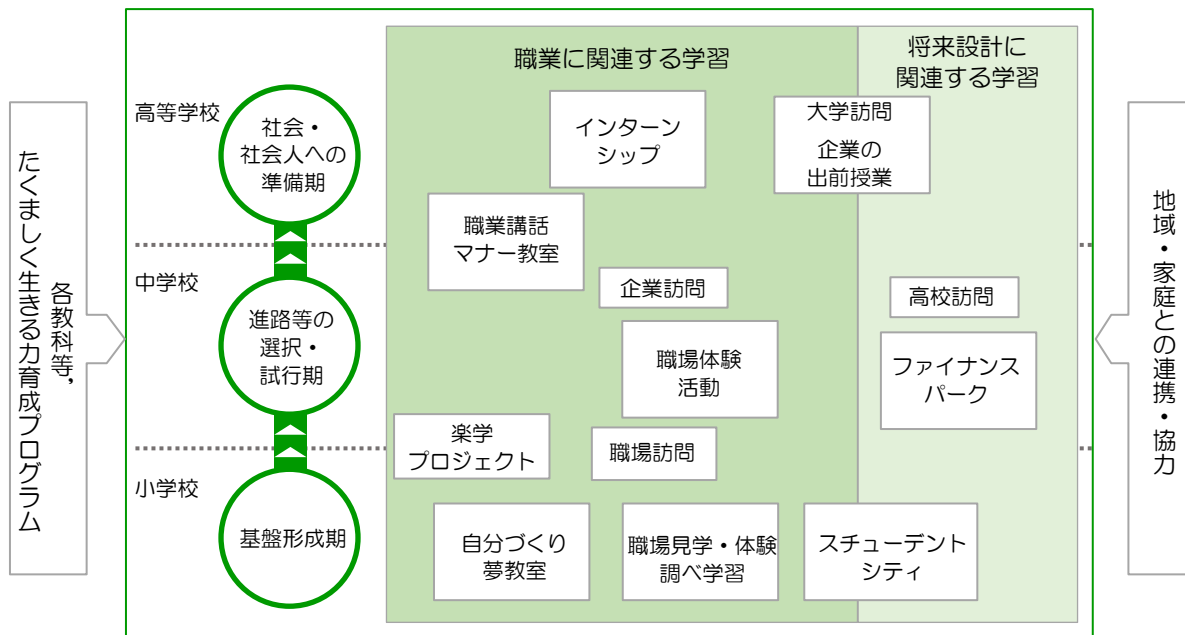 職業に関連する学習
将来設計に
関連する学習
高等学校
社会・
社会人への
準備期
インターン
シップ
大学訪問
企業の
出前授業
職業講話
マナー教室
中学校
進路等の
選択・
試行期
企業訪問
高校訪問
職場体験
活動
ファイナンス
パーク
楽学
プロジェクト
職場訪問
小学校
基盤形成期
自分づくり
夢教室
職場見学・体験
調べ学習
スチューデント
シティ
各教科等,
たくましく生きる力育成プログラム
地域・家庭との連携・協力